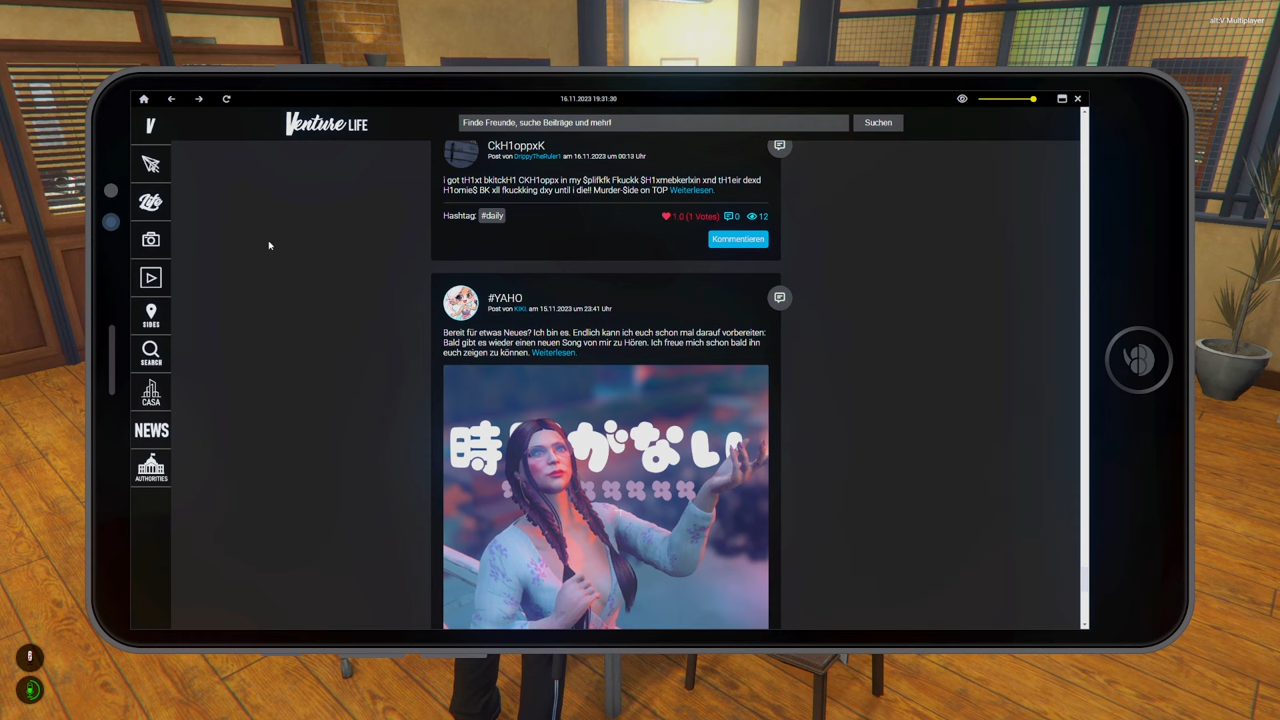 alt:V Multiplayer
16.11.2023 19:31:30
V
Venture LIFE
Finde Freunde, suche Beiträge und mehr!
Suchen
Life
SIDES
SEARCH
CASA
NEWS
AUTHORITIES
CkH1oppxK
Post von DrippyTheRuler1 am 16.11.2023 um 00:13 Uhr
i got tH1xt bkitckH1 CKH1oppx in my $plifkfk Fkuckk $H1xmebkerlxin xnd tH1eir dexd
H1omie$ BK xll fkuckking dxy until i die!! Murder-$ide on TOP Weiterlesen.
Hashtag: #daily
1.0 (1 Votes) 0 12
Kommentieren
#YAHO
Post von KIKI. am 15.11.2023 um 23:41 Uhr
Bereit für etwas Neues? Ich bin es. Endlich kann ich euch schon mal darauf vorbereiten:
Bald gibt es wieder einen neuen Song von mir zu Hören. Ich freue mich schon bald ihn
euch zeigen zu können. Weiterlesen.
時 がない